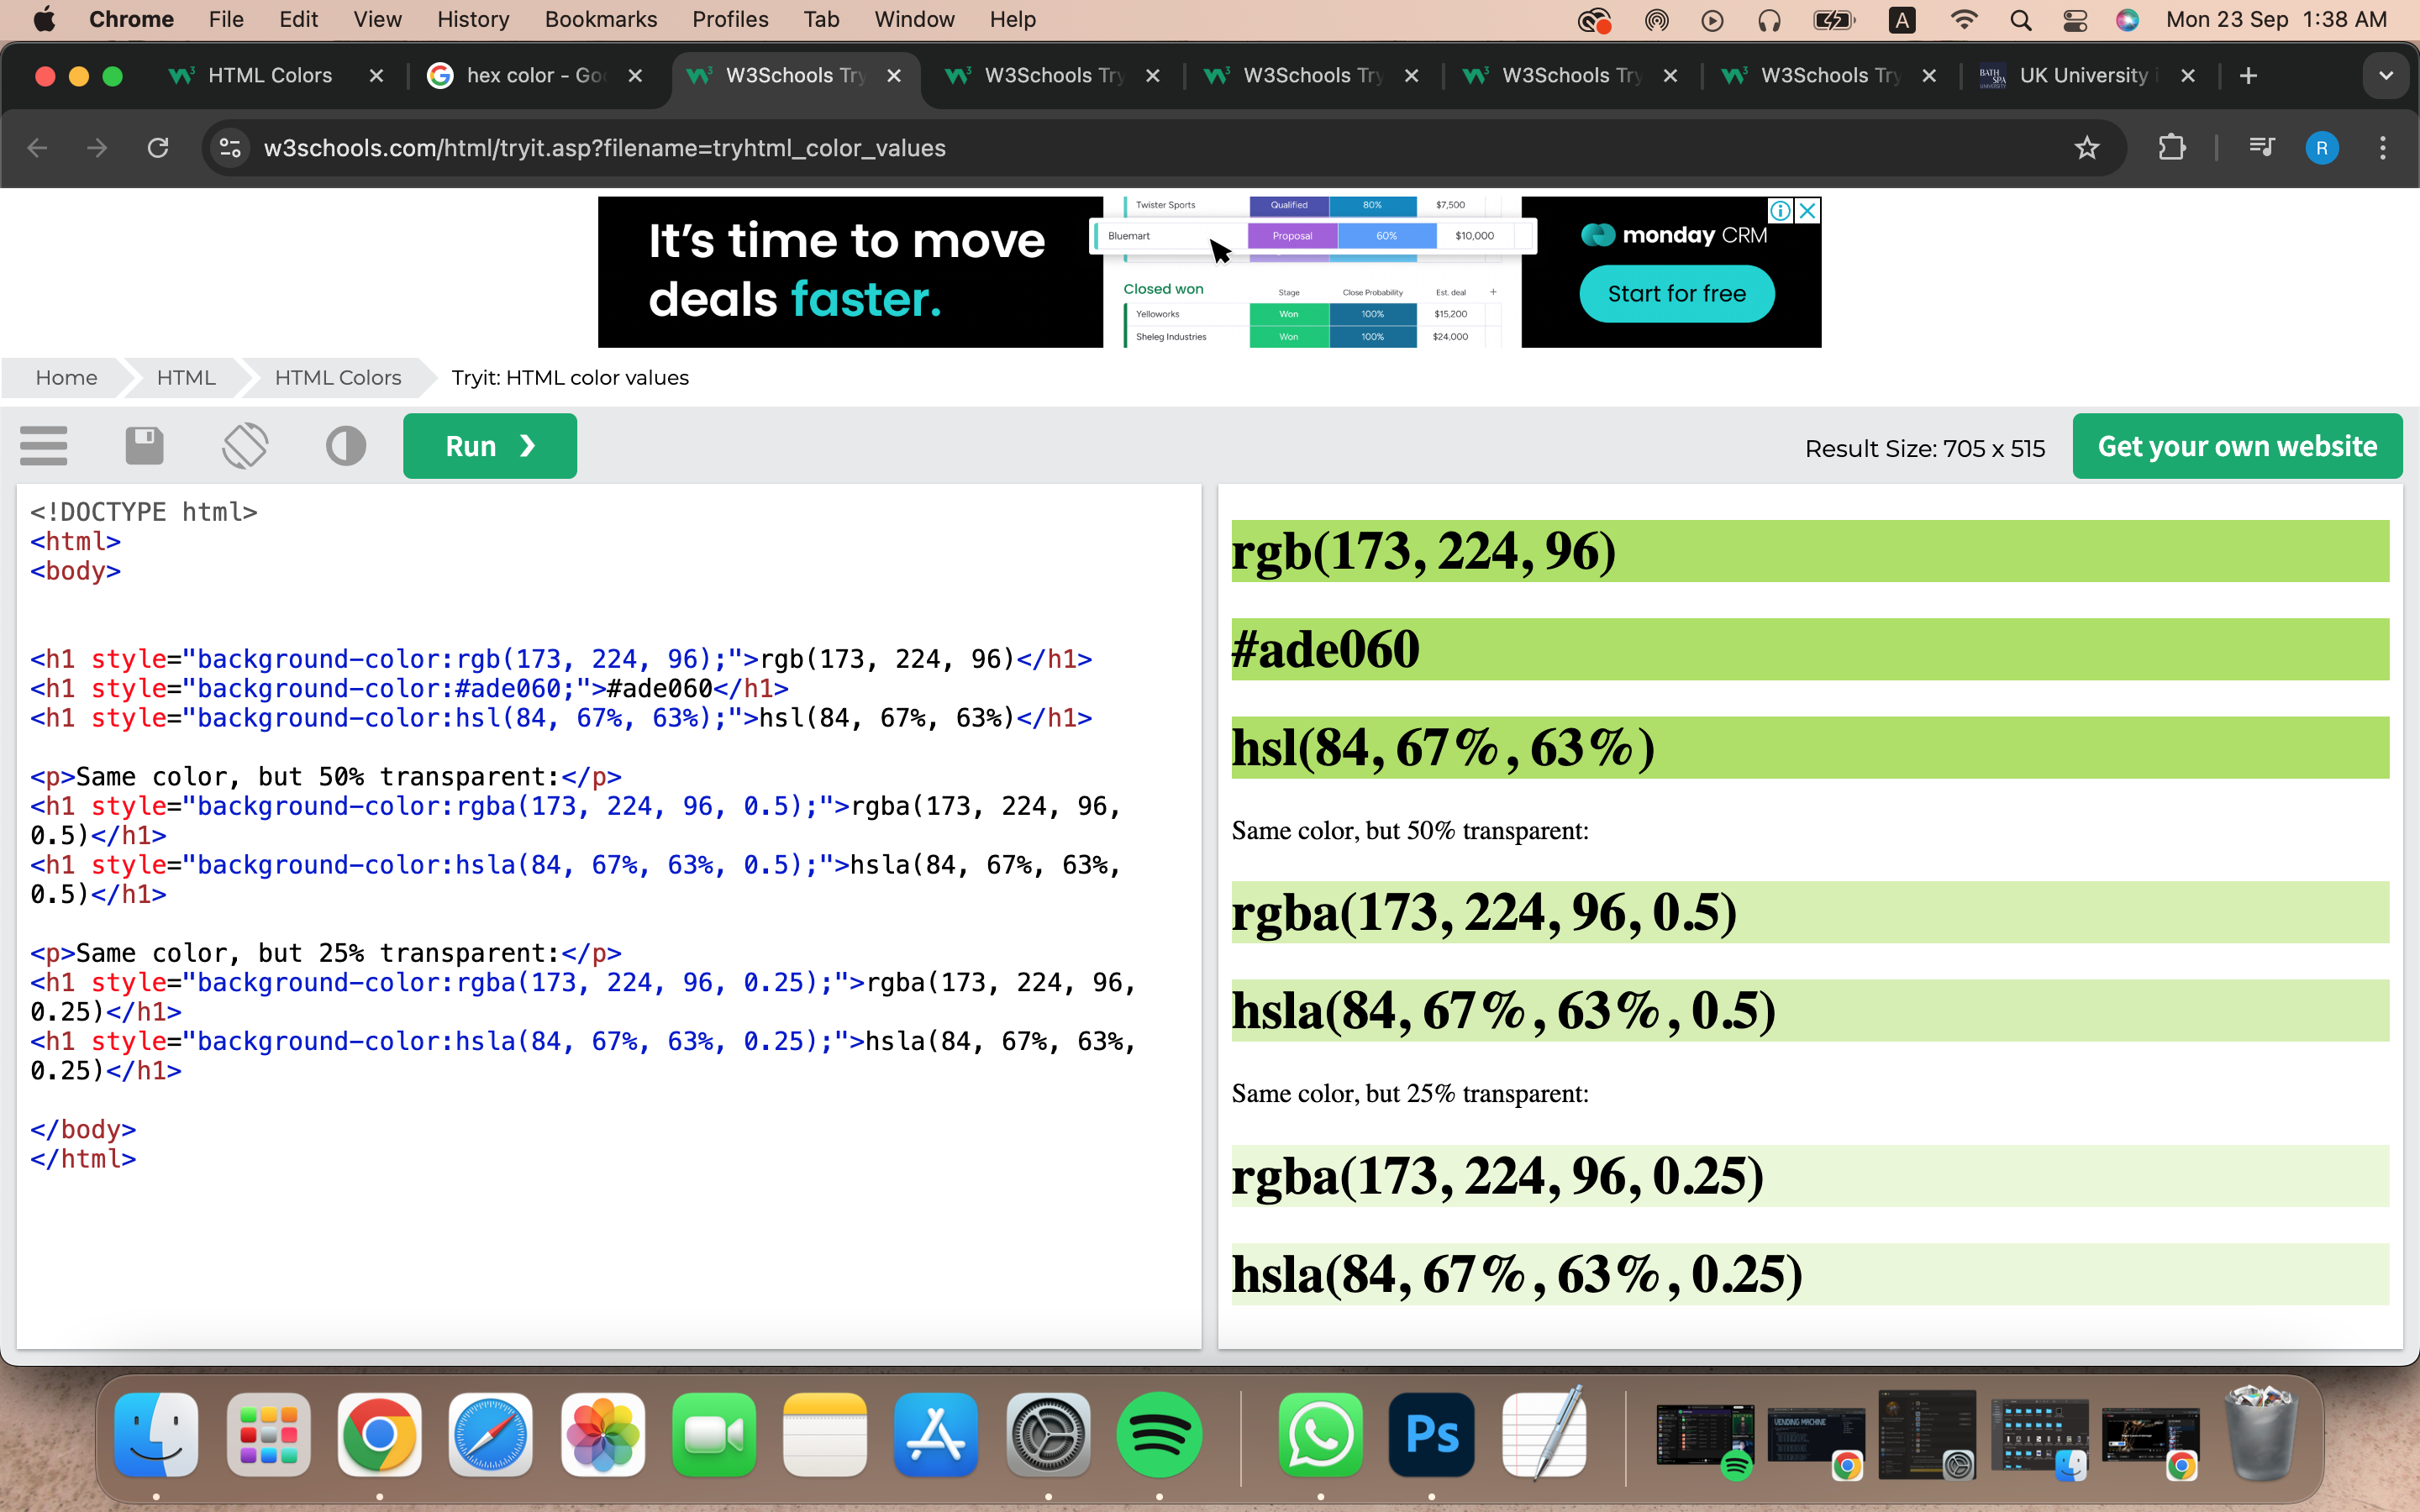 Chrome File Edit View History Bookmarks Profiles Tab Window Help A Mon 23 Sep 1:38 AM
HTML Colors hex color - Goo W3Schools Try W3Schools Try W3Schools Try W3Schools Try W3Schools Try BATH SPA UNIVERSITY UK University
w3schools.com/html/tryit.asp?filename=tryhtml_color_values R
It's time to move
deals faster.
Twister Sports Qualified 80% $7,500
Bluemart Proposal 60% $10,000
Closed won Stage Close Probability Est. deal +
Yelloworks Won 100% $15,200
Sheleg Industries Won 100% $24,000
monday CRM
Start for free
Home HTML HTML Colors Tryit: HTML color values
Run ❯ Result Size: 705 x 515 Get your own website
<!DOCTYPE html>
<html>
<body>
<h1 style="background-color:rgb(173, 224, 96);">rgb(173, 224, 96)</h1>
<h1 style="background-color:#ade060;">#ade060</h1>
<h1 style="background-color:hsl(84, 67%, 63%);">hsl(84, 67%, 63%)</h1>
<p>Same color, but 50% transparent:</p>
<h1 style="background-color:rgba(173, 224, 96, 0.5);">rgba(173, 224, 96,
0.5)</h1>
<h1 style="background-color:hsla(84, 67%, 63%, 0.5);">hsla(84, 67%, 63%,
0.5)</h1>
<p>Same color, but 25% transparent:</p>
<h1 style="background-color:rgba(173, 224, 96, 0.25);">rgba(173, 224, 96,
0.25)</h1>
<h1 style="background-color:hsla(84, 67%, 63%, 0.25);">hsla(84, 67%, 63%,
0.25)</h1>
</body>
</html>
rgb(173, 224, 96)
#ade060
hsl(84, 67%, 63%)
Same color, but 50% transparent:
rgba(173, 224, 96, 0.5)
hsla(84, 67%, 63%, 0.5)
Same color, but 25% transparent:
rgba(173, 224, 96, 0.25)
hsla(84, 67%, 63%, 0.25)
Ps
VENDING MACHINE